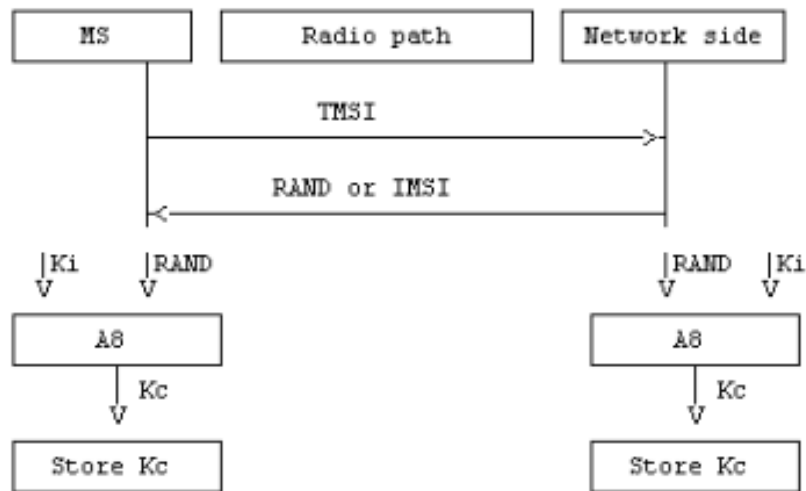 MS Radio path Network side
TMSI
RAND or IMSI
Ki RAND RAND Ki
A8 A8
Kc Kc
Store Kc Store Kc